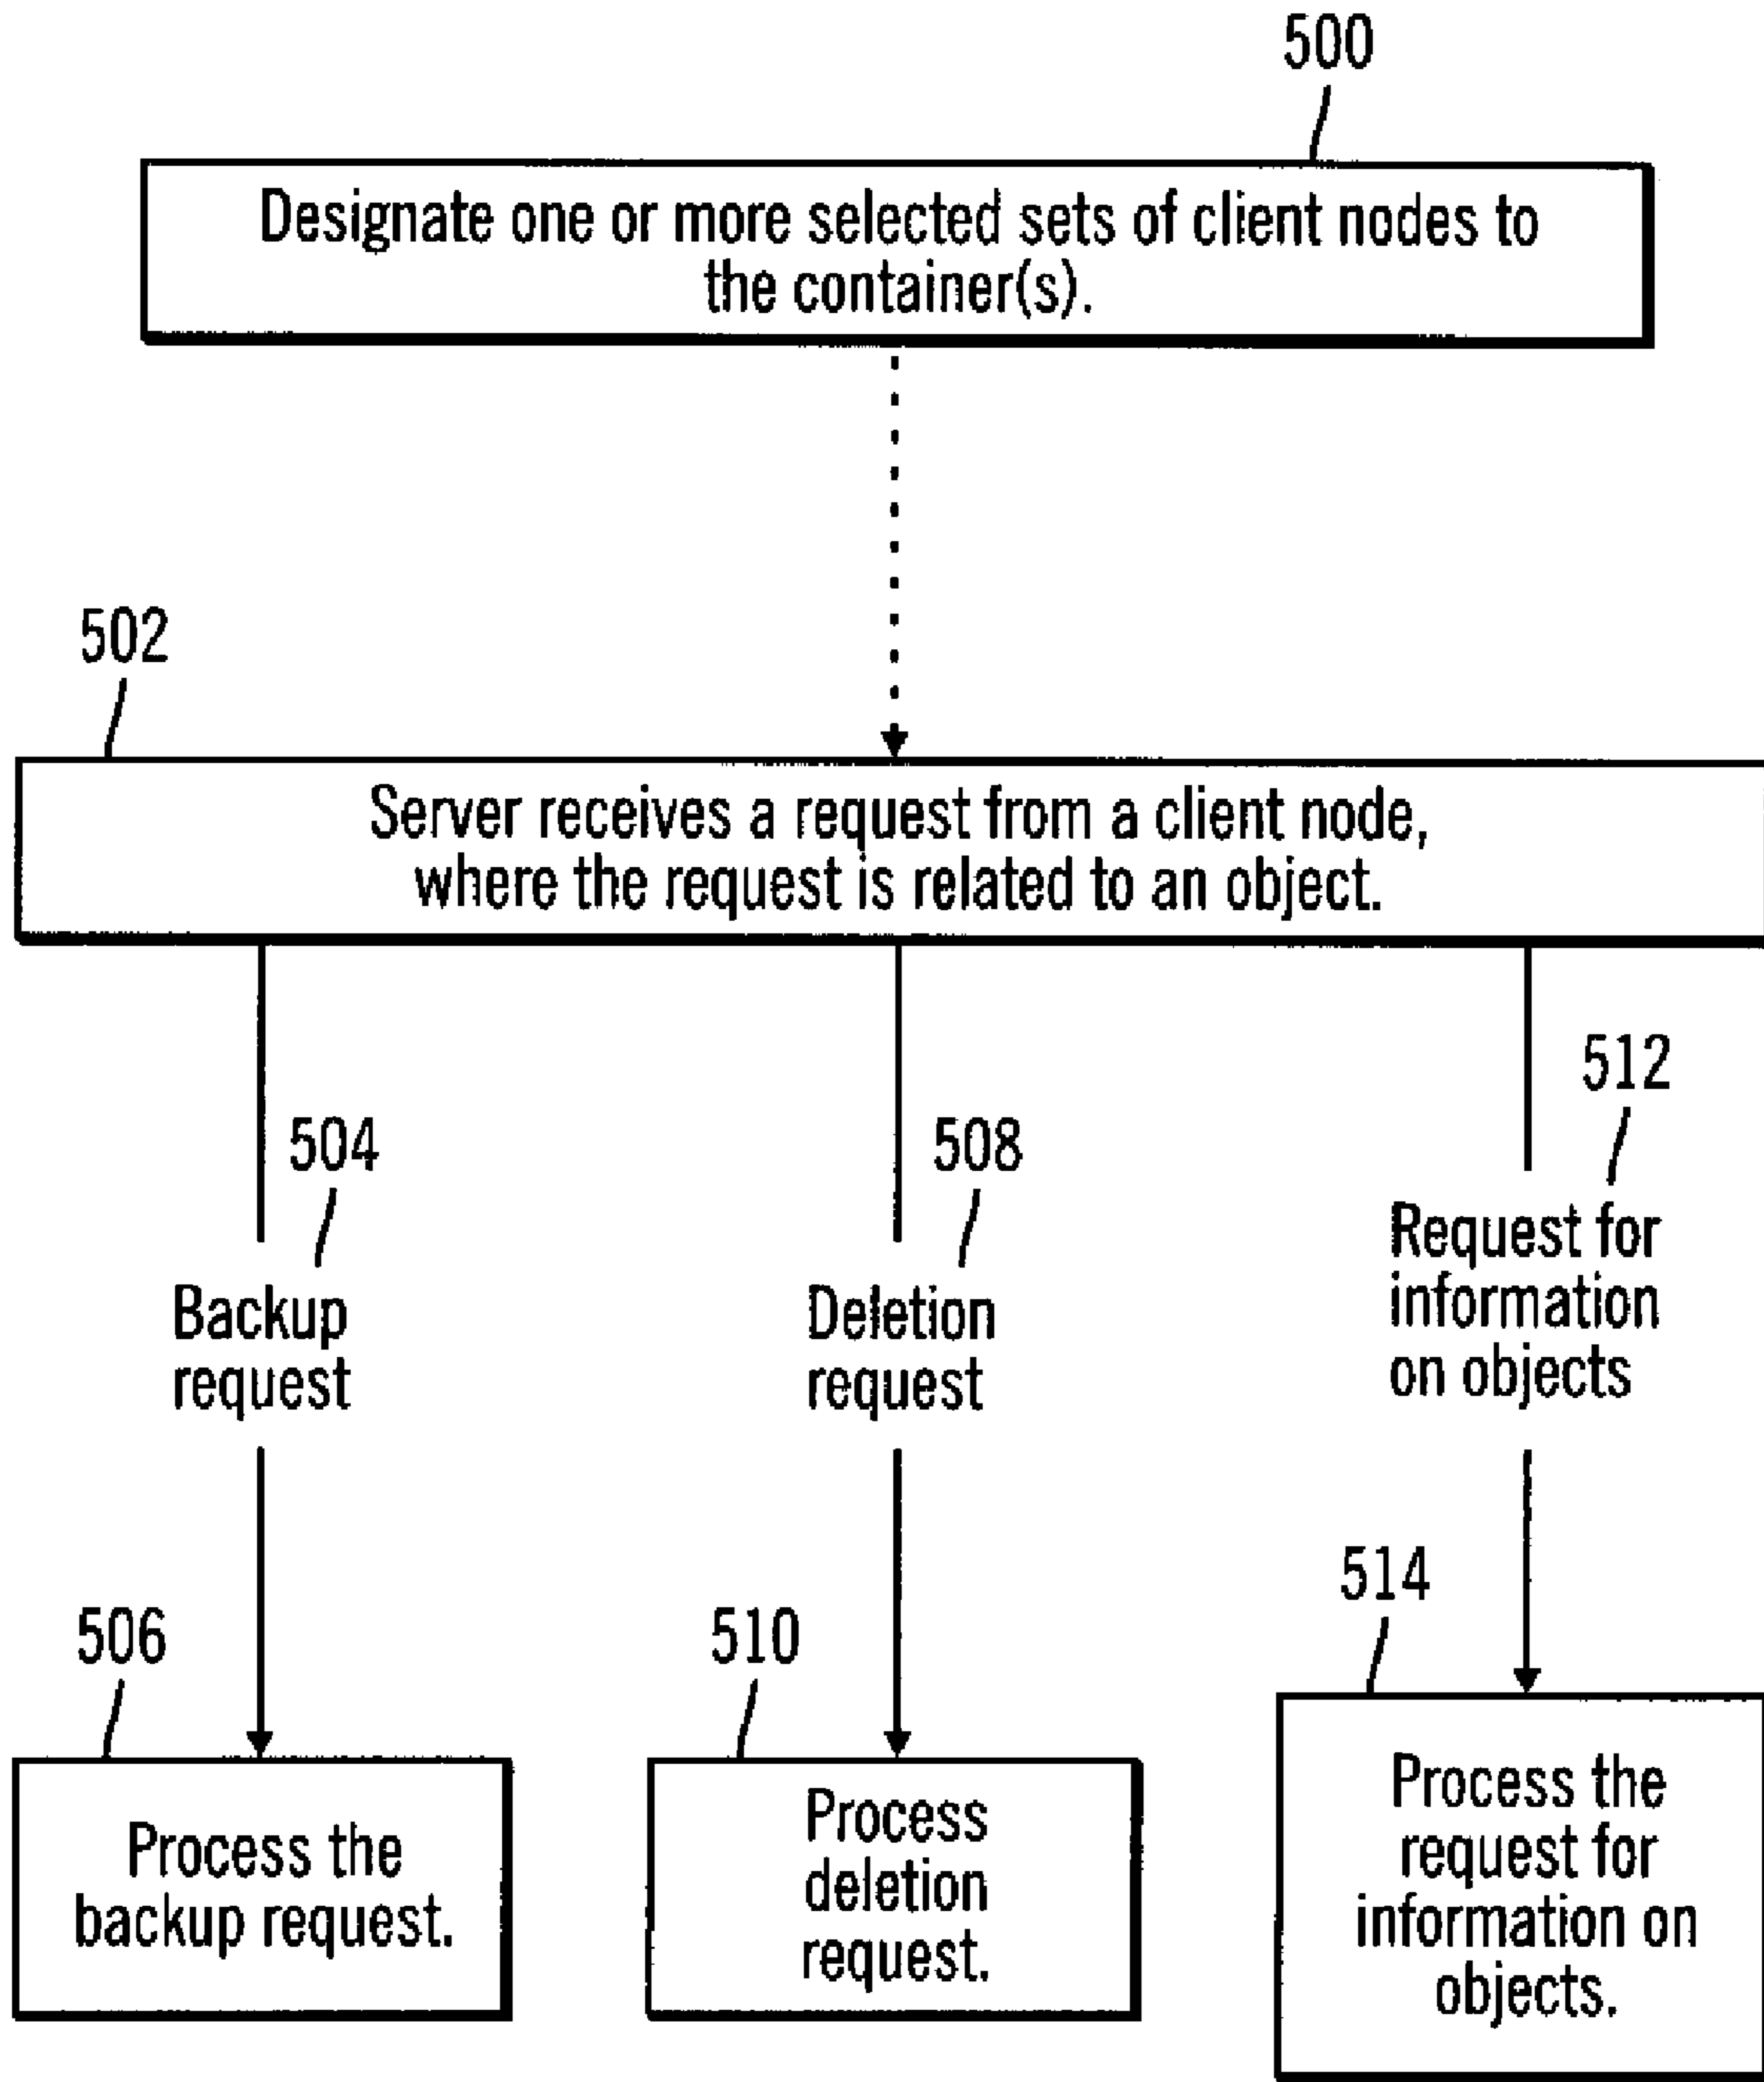 500
Designate one or more selected sets of client nodes to
the container(s).
502
Server receives a request from a client node,
where the request is related to an object.
504
Backup
request
508
Deletion
request
512
Request for
information
on objects
506
Process the
backup request.
510
Process
deletion
request.
514
Process the
request for
information on
objects.